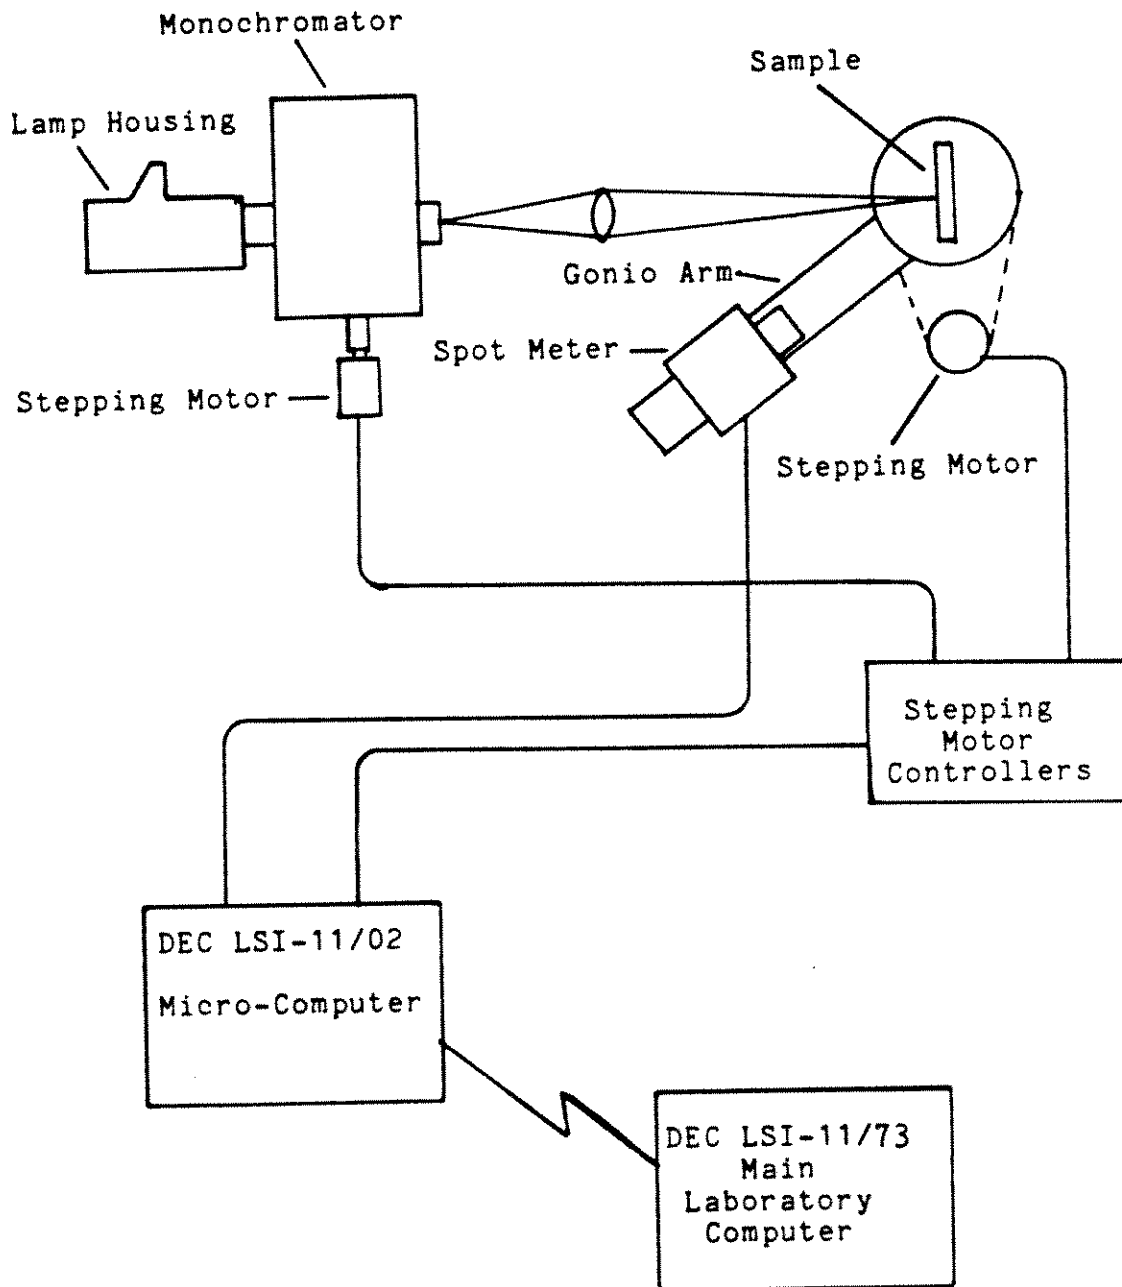 Monochromator
Sample
Lamp Housing
Gonio Arm
Spot Meter
Stepping Motor
Stepping Motor
Stepping
Motor
Controllers
DEC LSI-11/02
Micro-Computer
DEC LSI-11/73
Main
Laboratory
Computer